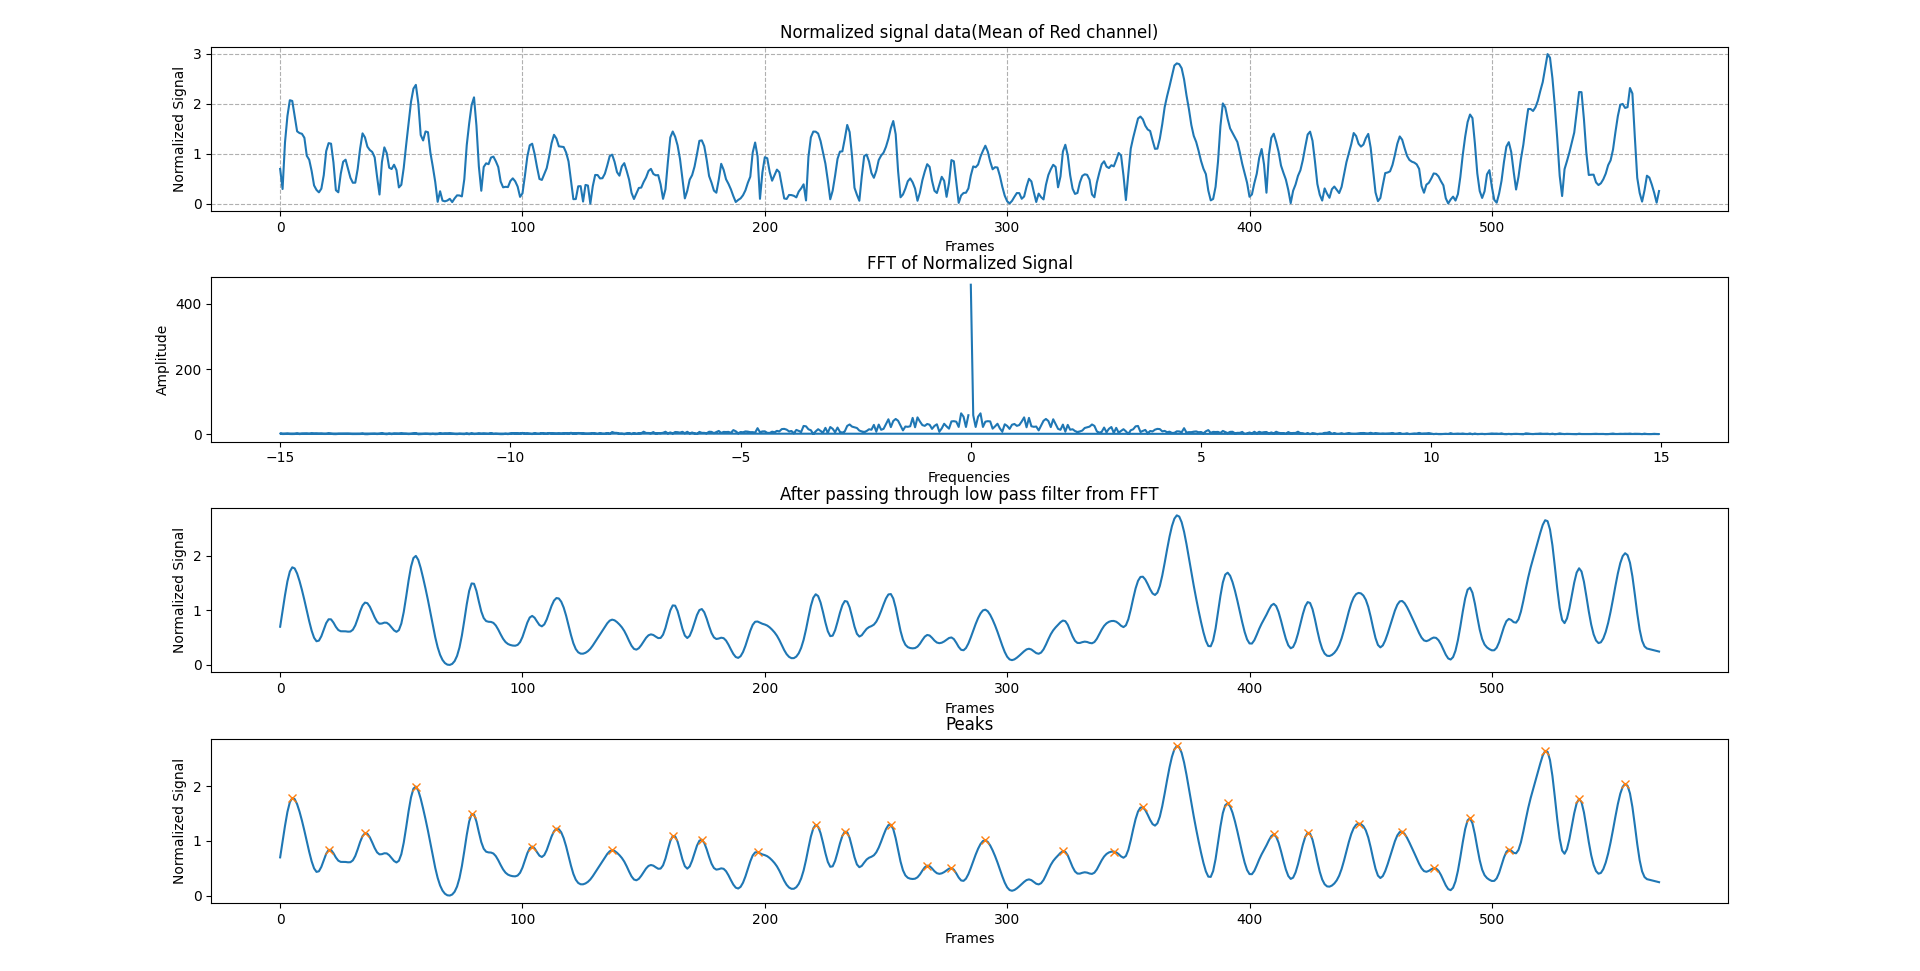 Normalized signal data(Mean of Red channel)
Normalized Signal
3
2
1
0
0 100 200 300 400 500
Frames
FFT of Normalized Signal
Amplitude
400
200
0
−15 −10 −5 0 5 10 15
Frequencies
After passing through low pass filter from FFT
Normalized Signal
2
1
0
0 100 200 300 400 500
Frames
Peaks
Normalized Signal
2
1
0
0 100 200 300 400 500
Frames